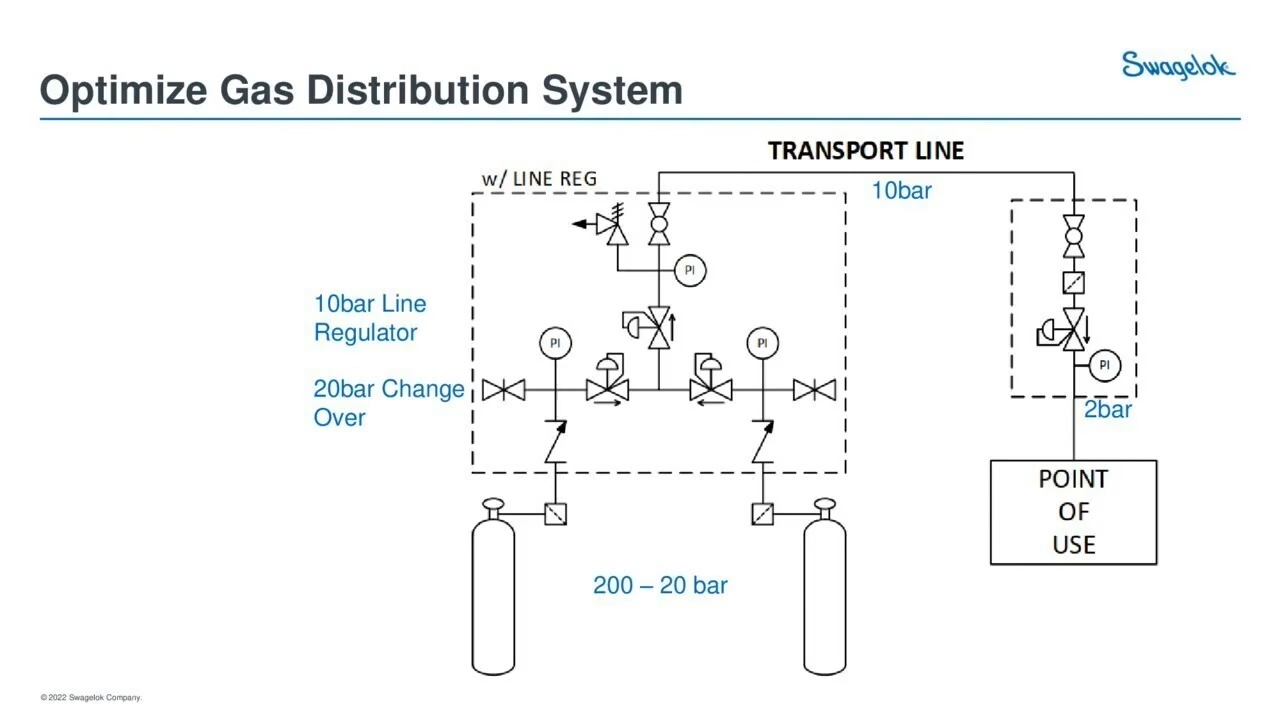 Swagelok
Optimize Gas Distribution System
TRANSPORT LINE
w/ LINE REG
10bar
PI
10bar Line
Regulator
PI
PI
PI
20bar Change
Over
2bar
POINT
OF
USE
200 – 20 bar
© 2022 Swagelok Company.